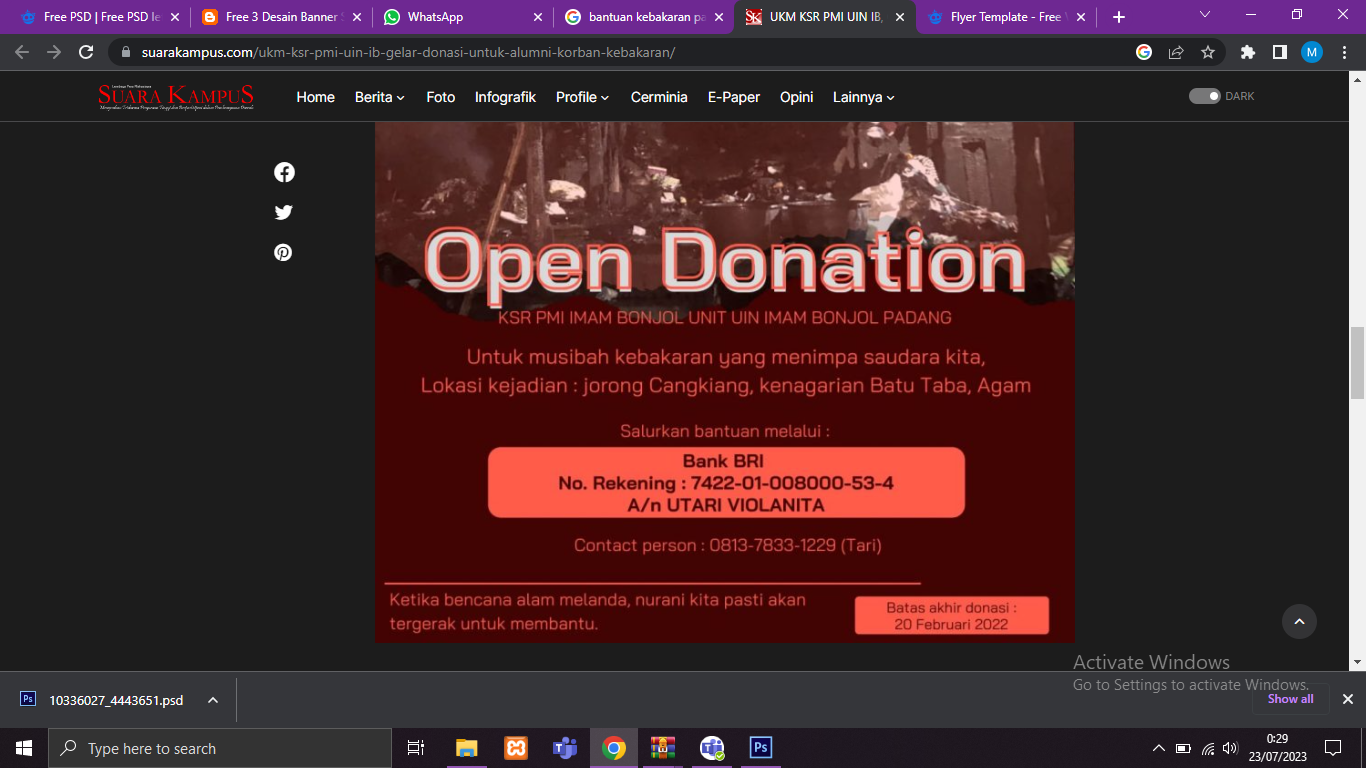 Free PSD | Free PSD le
Free 3 Desain Banner S
WhatsApp
bantuan kebakaran pa
UKM KSR PMI UIN IB,
Flyer Template - Free V
suarakampus.com/ukm-ksr-pmi-uin-ib-gelar-donasi-untuk-alumni-korban-kebakaran/
M
SUARA KAMPUS
Home
Berita
Foto
Infografik
Profile
Cerminia
E-Paper
Opini
Lainnya
DARK
Open Donation
KSR PMI IMAM BONJOL UNIT UIN IMAM BONJOL PADANG
Untuk musibah kebakaran yang menimpa saudara kita,
Lokasi kejadian : jorong Cangkiang, kenagarian Batu Taba, Agam
Salurkan bantuan melalui :
Bank BRI
No. Rekening : 7422-01-008000-53-4
A/n UTARI VIOLANITA
Contact person : 0813-7833-1229 (Tari)
Ketika bencana alam melanda, nurani kita pasti akan
tergerak untuk membantu.
Batas akhir donasi :
20 Februari 2022
Activate Windows
Go to Settings to activate Windows.
Ps
10336027_4443651.psd
Show all
Type here to search
Ps
0:29
23/07/2023